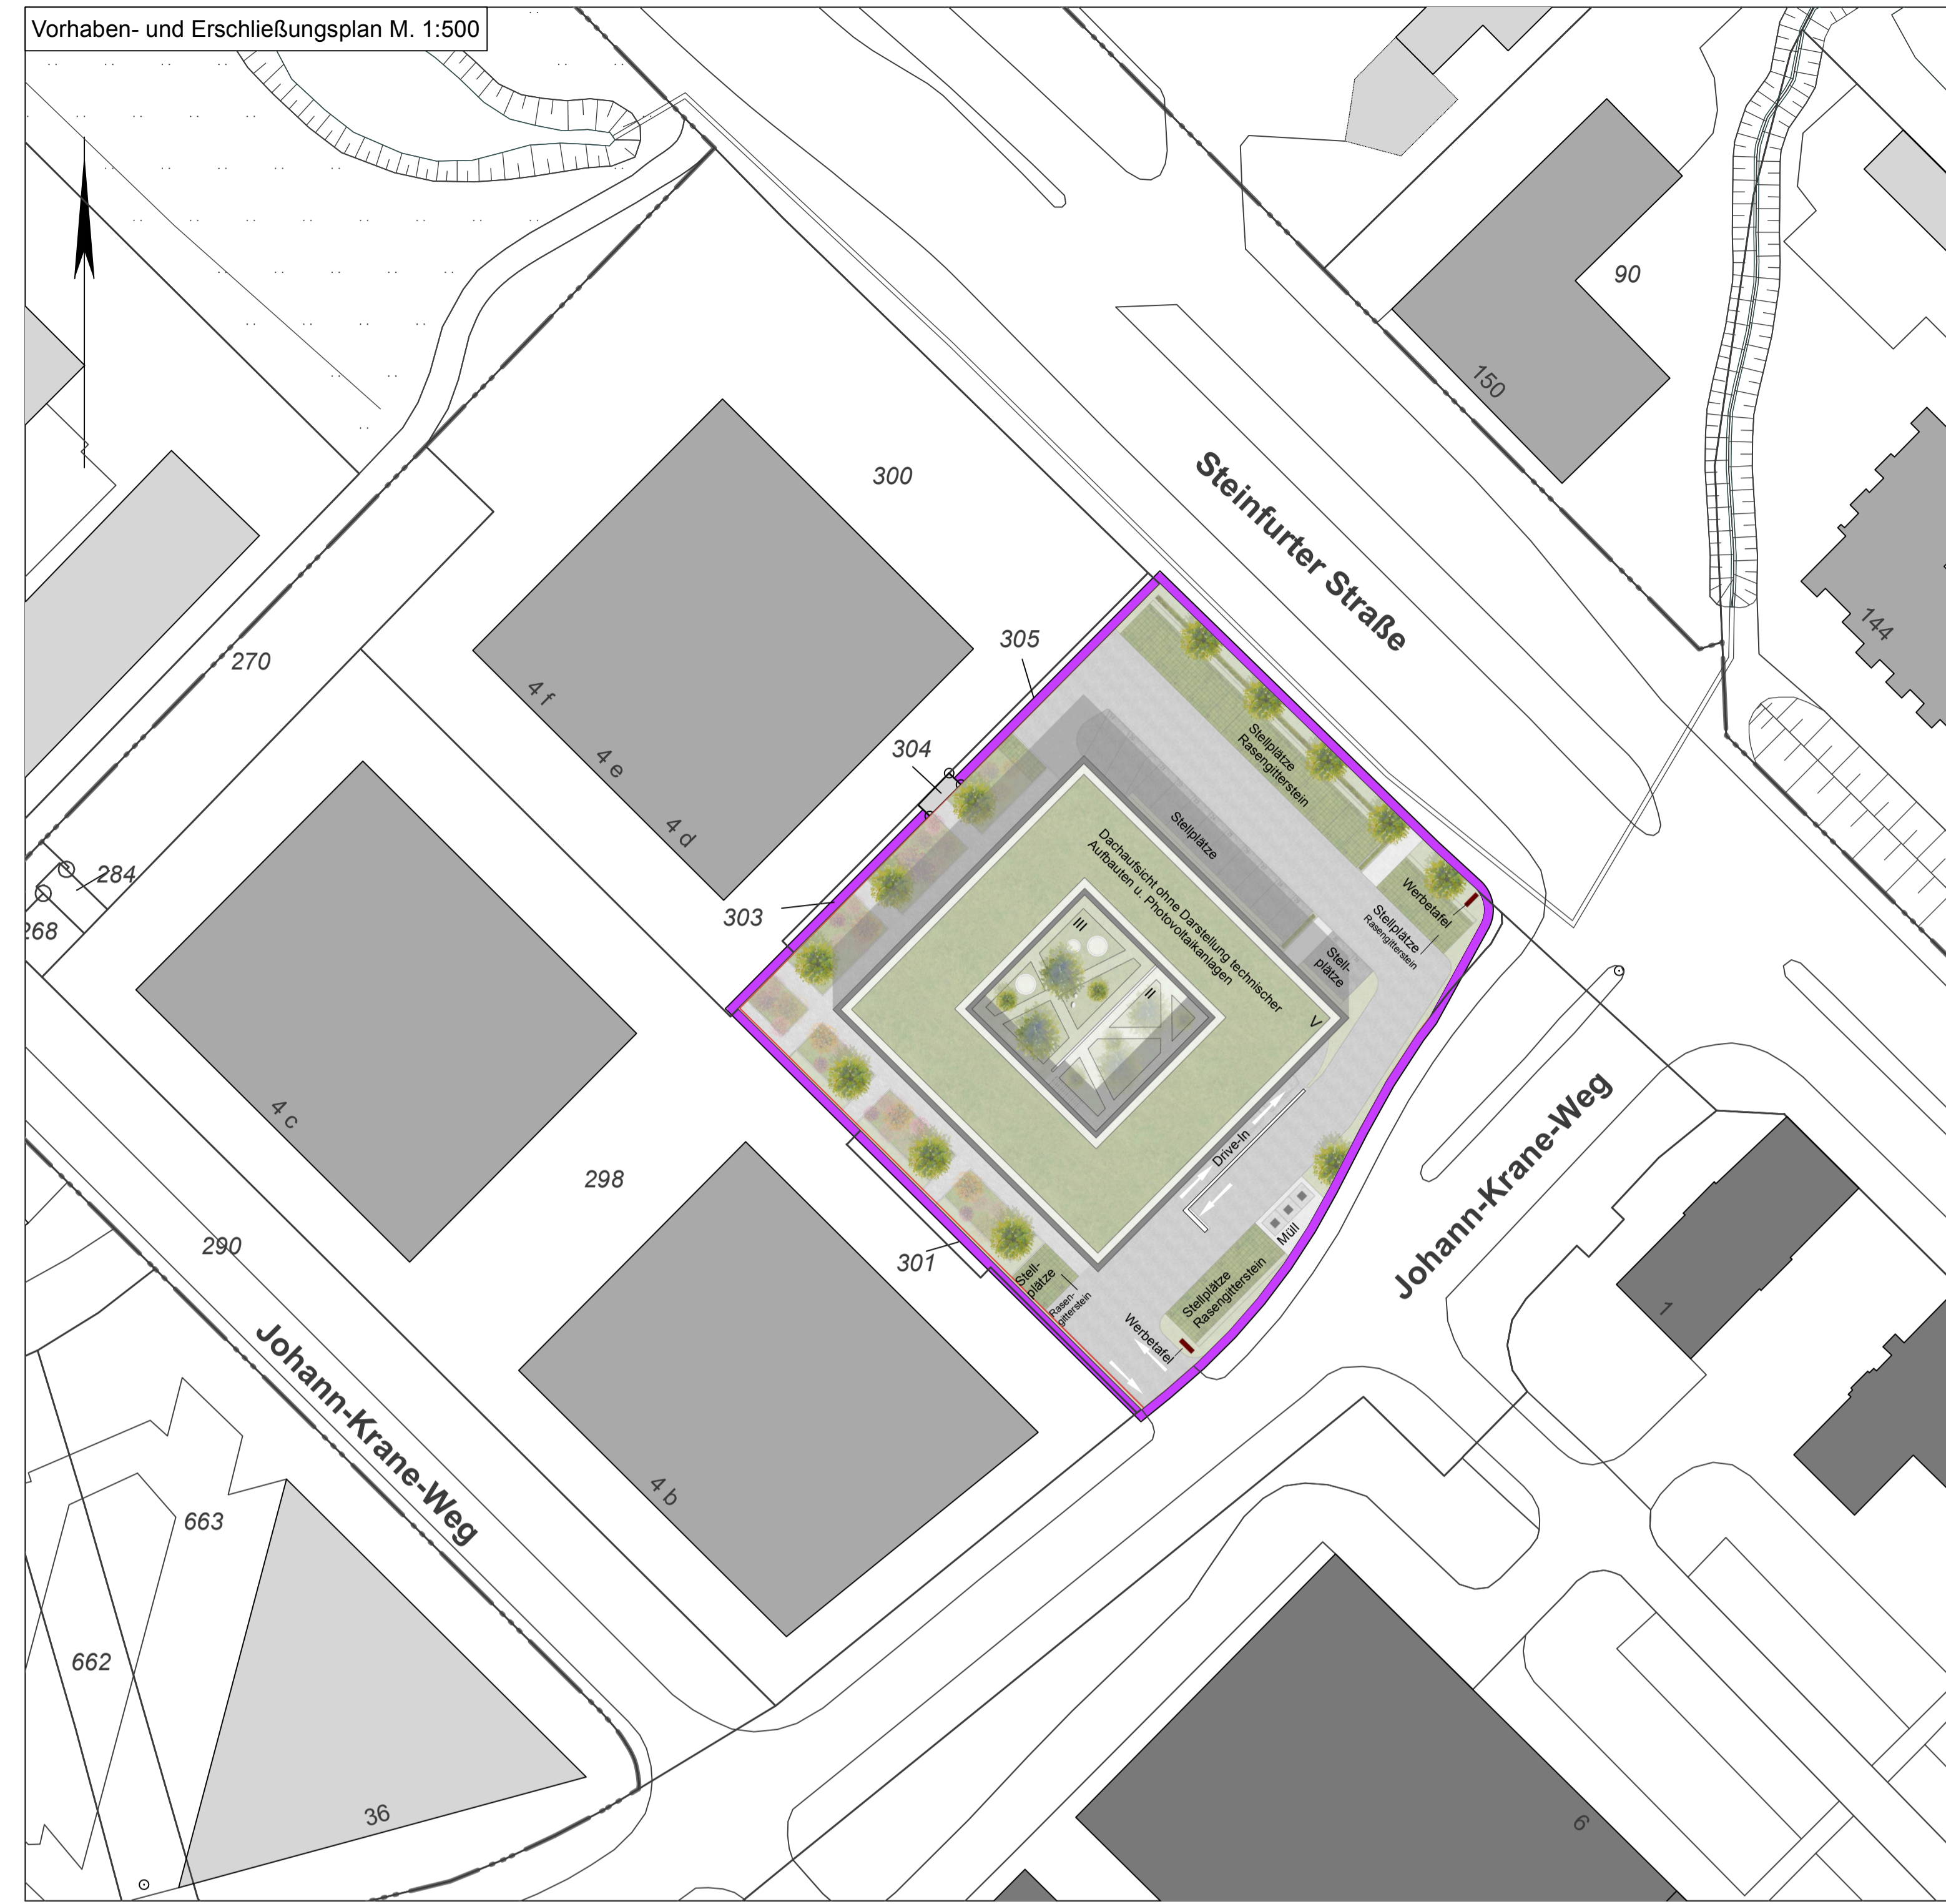 Vorhaben- und Erschließungsplan M. 1:500
90
150
300
Steinfurter Straße
144
305
270
4 f
304
4 e
4 d
Stellplätze
Rasengitterstein
Stellplätze
Dachaufsicht ohne Darstellung technischer
Aufbauten u. Photovoltaikanlagen
284
268
303
Werbetafel
Stellplätze
Rasengitterstein
III
Stell-
plätze
II
V
4 c
298
Drive-In
Johann-Krane-Weg
290
301
Müll
Stell-
plätze
Rasen-
gitterstein
Stellplätze
Rasengitterstein
Werbetafel
1
Johann-Krane-Weg
4 b
663
662
36
6